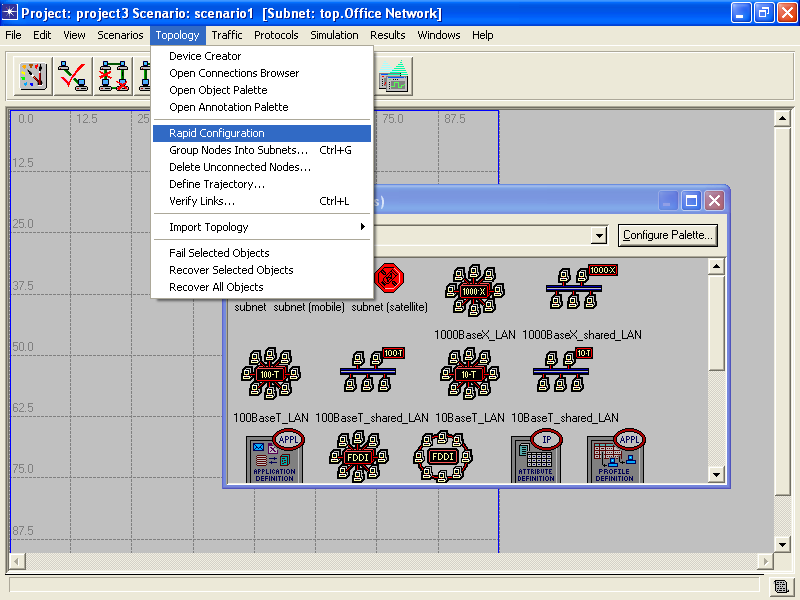 Project: project3 Scenario: scenario1 [Subnet: top.Office Network]
File Edit View Scenarios Topology Traffic Protocols Simulation Results Windows Help
Device Creator
Open Connections Browser
Open Object Palette
Open Annotation Palette
Rapid Configuration
Group Nodes Into Subnets... Ctrl+G
Delete Unconnected Nodes...
Define Trajectory...
Verify Links... Ctrl+L
Import Topology
Fail Selected Objects
Recover Selected Objects
Recover All Objects
0.0 12.5 25 75.0 87.5
12.5
25.0
37.5
50.0
62.5
75.0
87.5
Configure Palette...
subnet subnet (mobile) subnet (satellite)
1000-X 1000-X
1000BaseX_LAN 1000BaseX_shared_LAN
100-T 100-T 10-T 10-T
100BaseT_LAN 100BaseT_shared_LAN 10BaseT_LAN 10BaseT_shared_LAN
APPL IP APPL
FDDI FDDI
APPLICATION DEFINITION
ATTRIBUTE DEFINITION
PROFILE DEFINITION